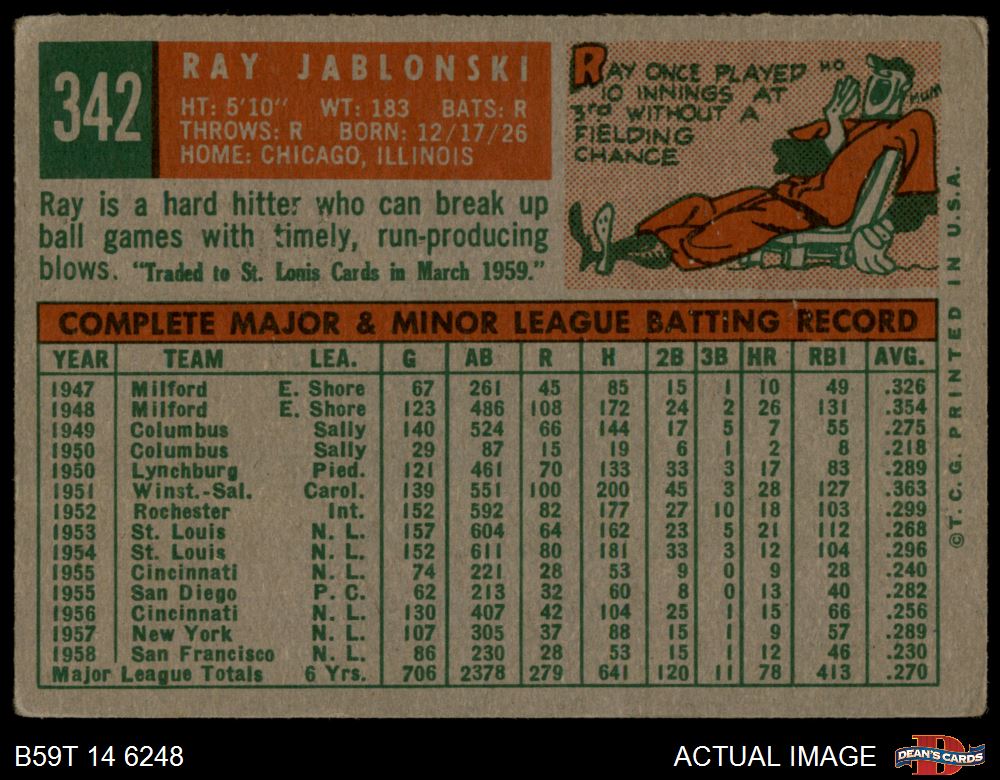 342
RAY JABLONSKI
HT: 5'10" WT: 183 BATS: R
THROWS: R BORN: 12/17/26
HOME: CHICAGO, ILLINOIS
RAY ONCE PLAYED
10 INNINGS AT
3rd WITHOUT A
FIELDING
CHANCE
HO
HUM
Ray is a hard hitter who can break up
ball games with timely, run-producing
blows. "Traded to St. Louis Cards in March 1959."
COMPLETE MAJOR & MINOR LEAGUE BATTING RECORD
YEAR TEAM LEA. G AB R H 2B 3B HR RBI AVG.
1947 Milford E. Shore 67 261 45 85 15 1 10 49 .326
1948 Milford E. Shore 123 486 108 172 24 2 26 131 .354
1949 Columbus Sally 140 524 66 144 17 5 7 55 .275
1950 Columbus Sally 29 87 15 19 6 1 2 8 .218
1950 Lynchburg Pied. 121 461 70 133 33 3 17 83 .289
1951 Winst.-Sal. Carol. 139 551 100 200 45 3 28 127 .363
1952 Rochester Int. 152 592 82 177 27 10 18 103 .299
1953 St. Louis N. L. 157 604 64 162 23 5 21 112 .268
1954 St. Louis N. L. 152 611 80 181 33 3 12 104 .296
1955 Cincinnati N. L. 74 221 28 53 9 0 9 28 .240
1955 San Diego P. C. 62 213 32 60 8 0 13 40 .282
1956 Cincinnati N. L. 130 407 42 104 25 1 15 66 .256
1957 New York N. L. 107 305 37 88 15 1 9 57 .289
1958 San Francisco N. L. 86 230 28 53 15 1 12 46 .230
Major League Totals 6 Yrs. 706 2378 279 641 120 11 78 413 .270
©T. C. G. PRINTED IN U.S.A.
B59T 14 6248
ACTUAL IMAGE
D
DEAN'S CARDS